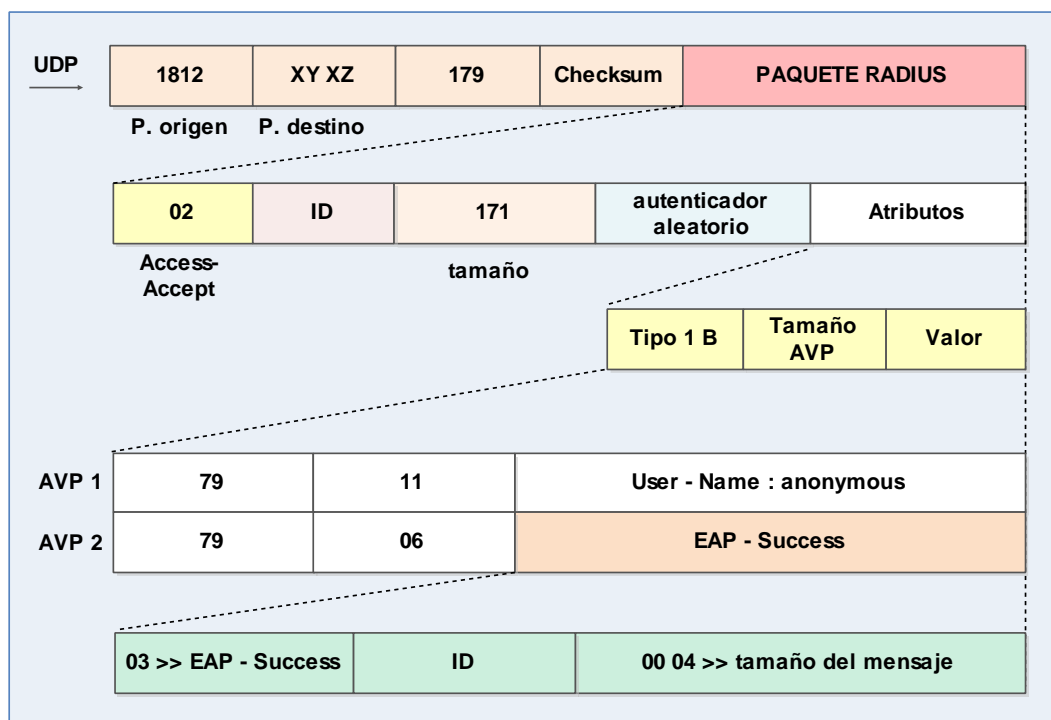 UDP
1812
XY XZ
179
Checksum
PAQUETE RADIUS
P. origen
P. destino
02
ID
171
autenticador
aleatorio
Atributos
Access-
Accept
tamaño
Tipo 1 B
Tamaño
AVP
Valor
AVP 1
79
11
User - Name : anonymous
AVP 2
79
06
EAP - Success
03 >> EAP - Success
ID
00 04 >> tamaño del mensaje